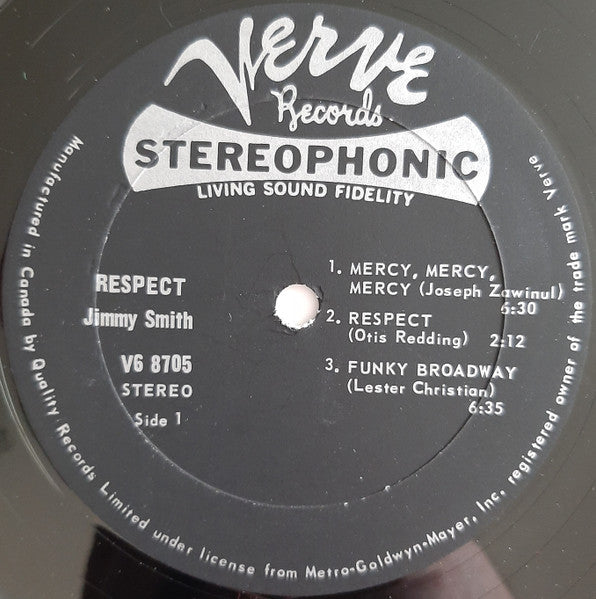 Verve
Records
STEREOPHONIC
LIVING SOUND FIDELITY
RESPECT
Jimmy Smith
V6 8705
STEREO
Side 1
1. MERCY, MERCY,
MERCY (Joseph Zawinul)
6:30
2. RESPECT
(Otis Redding) 2:12
3. FUNKY BROADWAY
(Lester Christian)
6:35
Manufactured in Canada by Quality Records Limited under license from Metro-Goldwyn-Mayer, Inc. registered owner of the trade mark Verve